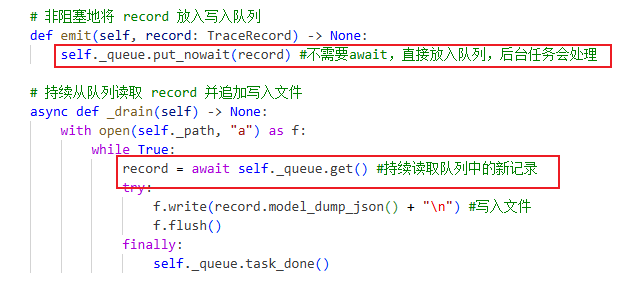 # 非阻塞地将 record 放入写入队列
def emit(self, record: TraceRecord) -> None:
    self._queue.put_nowait(record) #不需要await，直接放入队列，后台任务会处理
# 持续从队列读取 record 并追加写入文件
async def _drain(self) -> None:
    with open(self._path, "a") as f:
        while True:
            record = await self._queue.get() #持续读取队列中的新记录
            try:
                f.write(record.model_dump_json() + "\n") #写入文件
                f.flush()
            finally:
                self._queue.task_done()